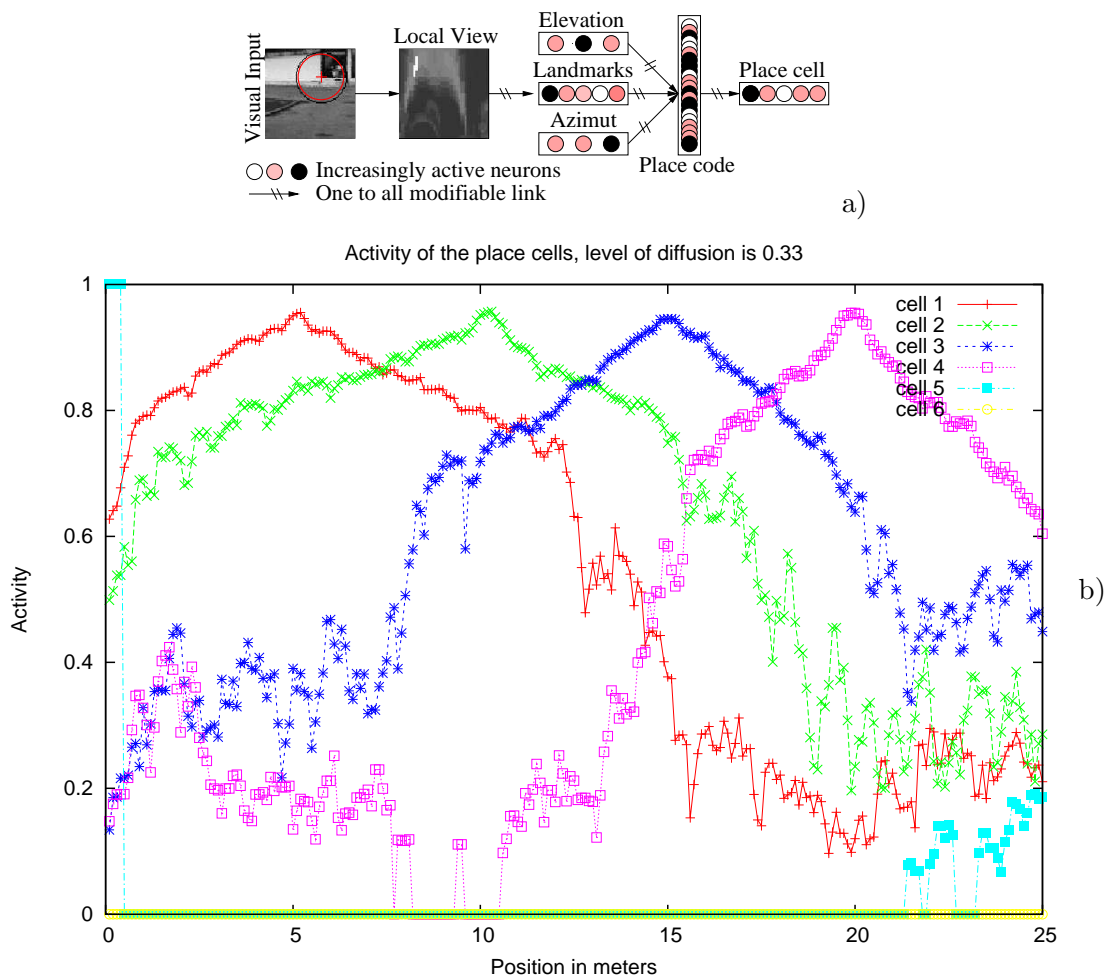 Elevation
Local View
Visual Input
Landmarks
Place cell
Azimut
Place code
Increasingly active neurons
One to all modifiable link
a)
Activity of the place cells, level of diffusion is 0.33
1
0.8
0.6
0.4
0.2
0
Activity
cell 1
cell 2
cell 3
cell 4
cell 5
cell 6
b)
0 5 10 15 20 25
Position in meters